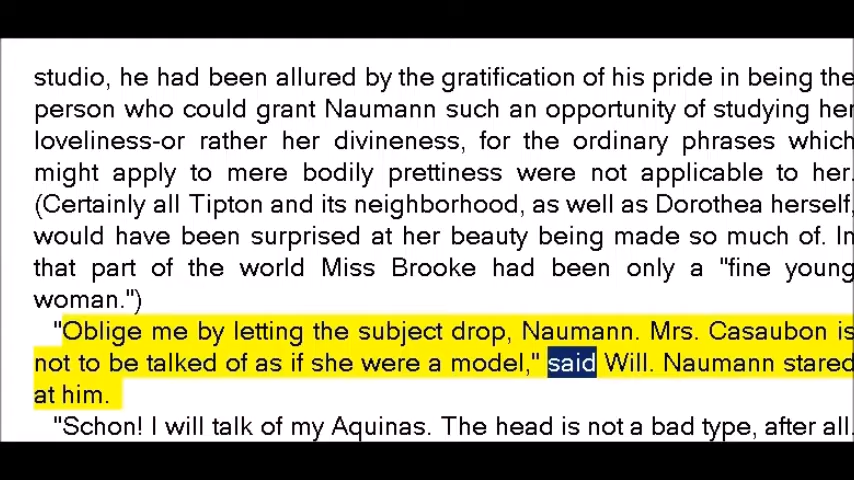 studio, he had been allured by the gratification of his pride in being the
person who could grant Naumann such an opportunity of studying her
loveliness-or rather her divineness, for the ordinary phrases which
might apply to mere bodily prettiness were not applicable to her.
(Certainly all Tipton and its neighborhood, as well as Dorothea herself,
would have been surprised at her beauty being made so much of. In
that part of the world Miss Brooke had been only a "fine young
woman.")
"Oblige me by letting the subject drop, Naumann. Mrs. Casaubon is
not to be talked of as if she were a model," said Will. Naumann stared
at him.
"Schon! I will talk of my Aquinas. The head is not a bad type, after all.